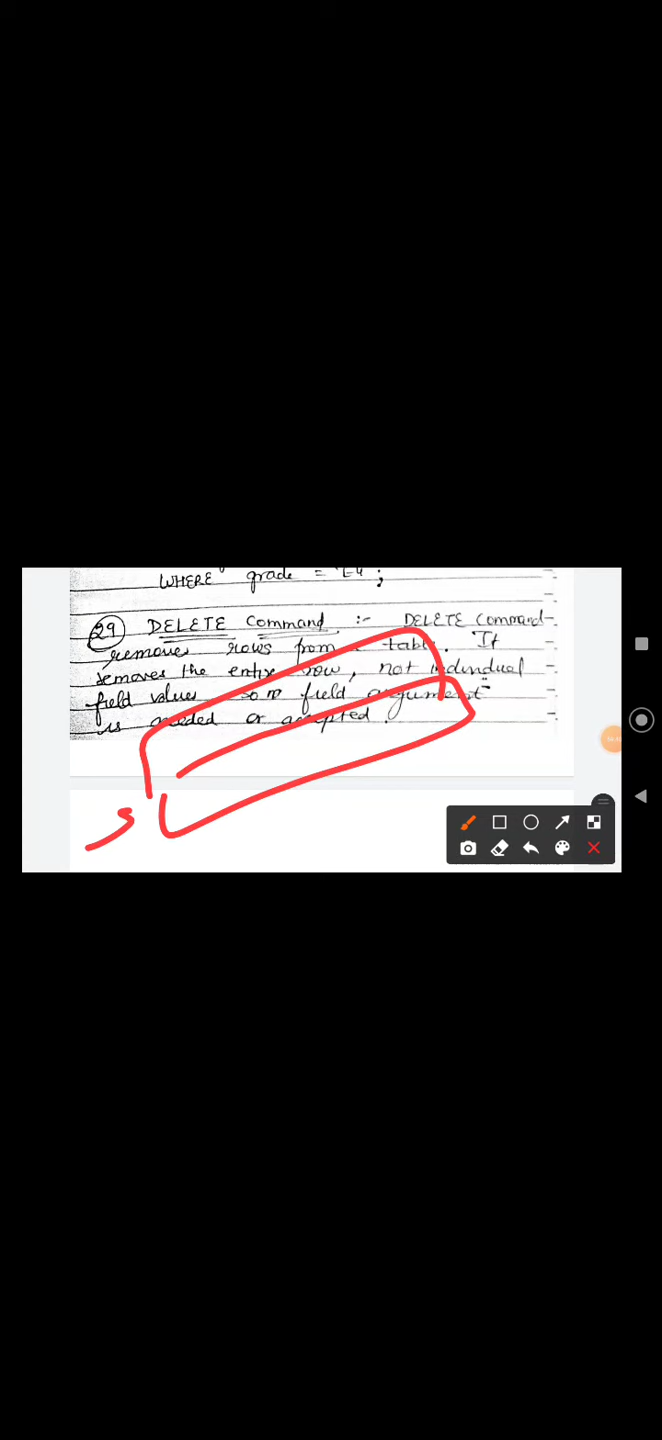 WHERE grade = 'E4';
29 DELETE Command :- DELETE Command
removes rows from a table. It
removes the entire row, not individual
field values so no field argument
is needed or accepted.